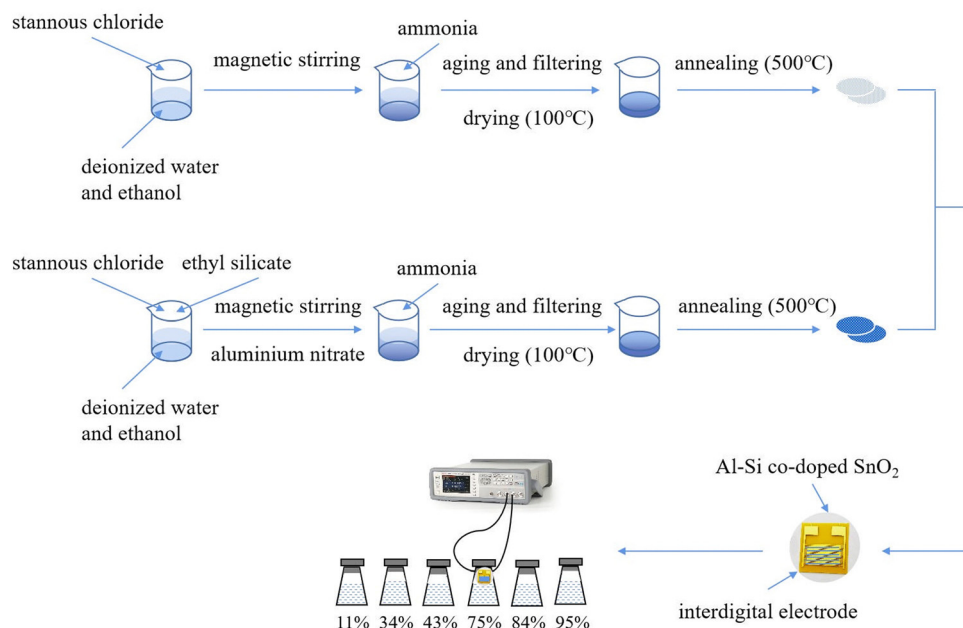 stannous chloride
ammonia
magnetic stirring
aging and filtering
annealing (500℃)
drying (100℃)
deionized water
and ethanol
stannous chloride
ethyl silicate
ammonia
magnetic stirring
aging and filtering
annealing (500℃)
aluminium nitrate
drying (100℃)
deionized water
and ethanol
Al-Si co-doped SnO₂
interdigital electrode
11% 34% 43% 75% 84% 95%